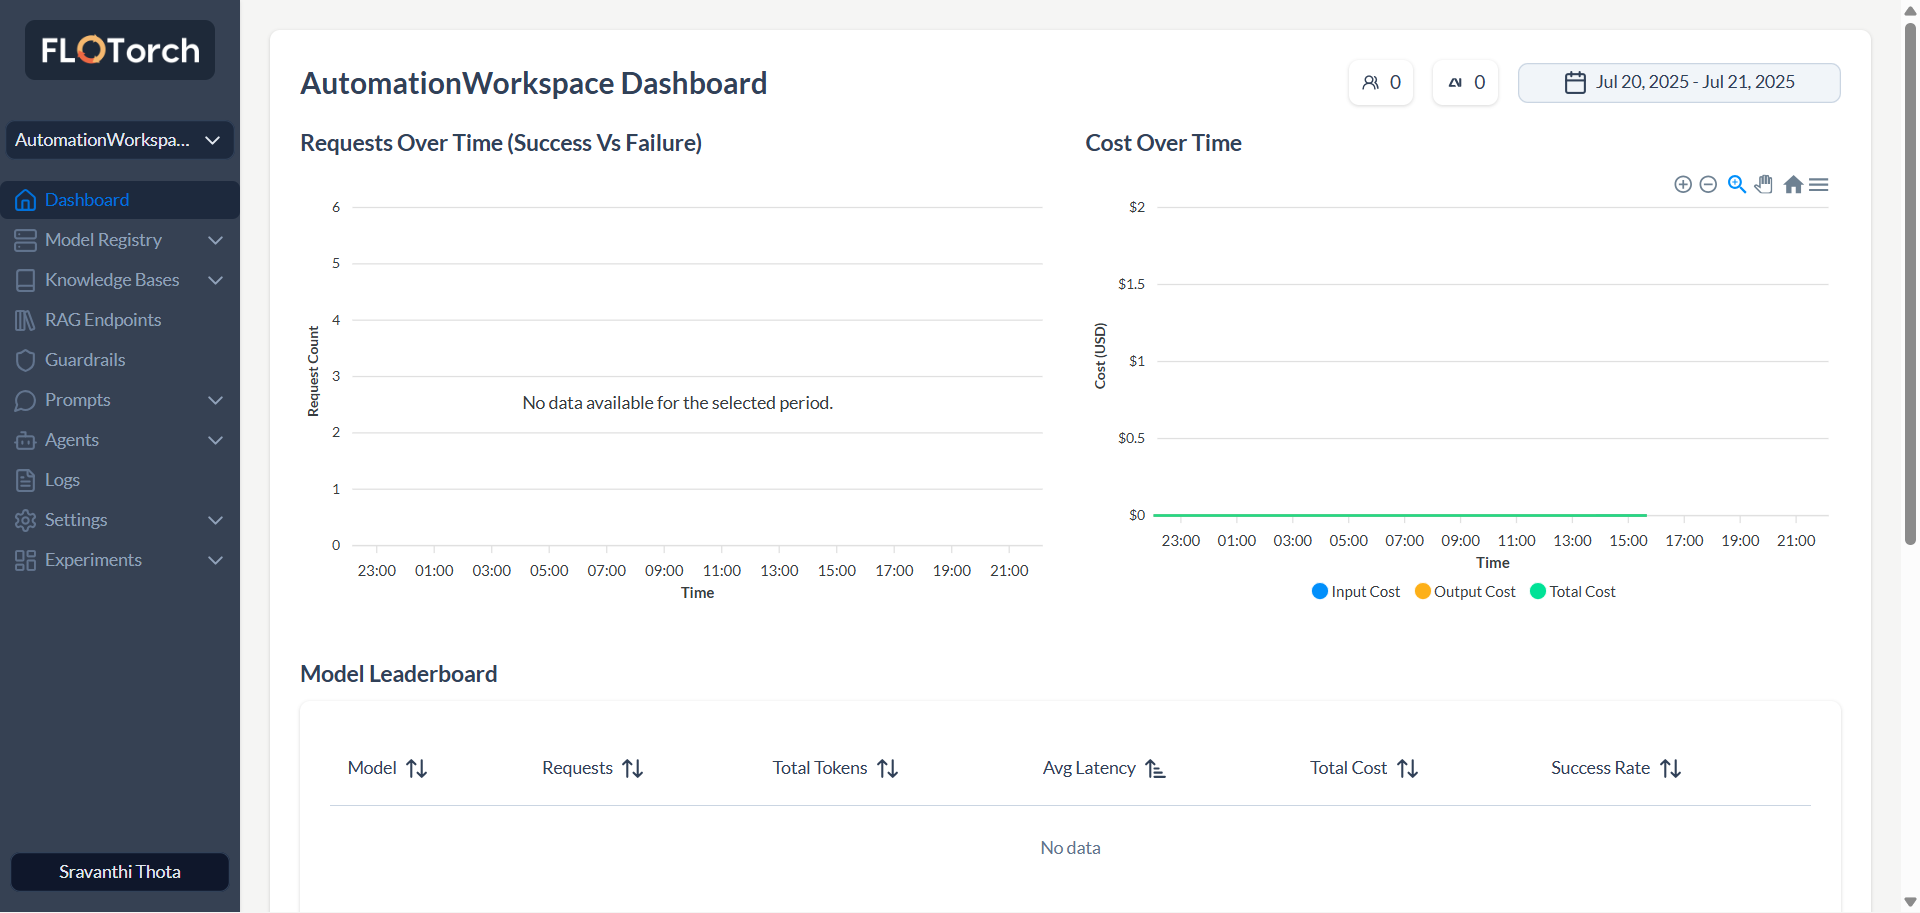 FLOTorch
AutomationWorkspa...
Dashboard
Model Registry
Knowledge Bases
RAG Endpoints
Guardrails
Prompts
Agents
Logs
Settings
Experiments
Sravanthi Thota
AutomationWorkspace Dashboard
0
0
Jul 20, 2025 - Jul 21, 2025
Requests Over Time (Success Vs Failure)
6
5
4
3
2
1
0
Request Count
No data available for the selected period.
23:00 01:00 03:00 05:00 07:00 09:00 11:00 13:00 15:00 17:00 19:00 21:00
Time
Cost Over Time
$2
$1.5
$1
$0.5
$0
Cost (USD)
23:00 01:00 03:00 05:00 07:00 09:00 11:00 13:00 15:00 17:00 19:00 21:00
Time
Input Cost Output Cost Total Cost
Model Leaderboard
Model Requests Total Tokens Avg Latency Total Cost Success Rate
No data